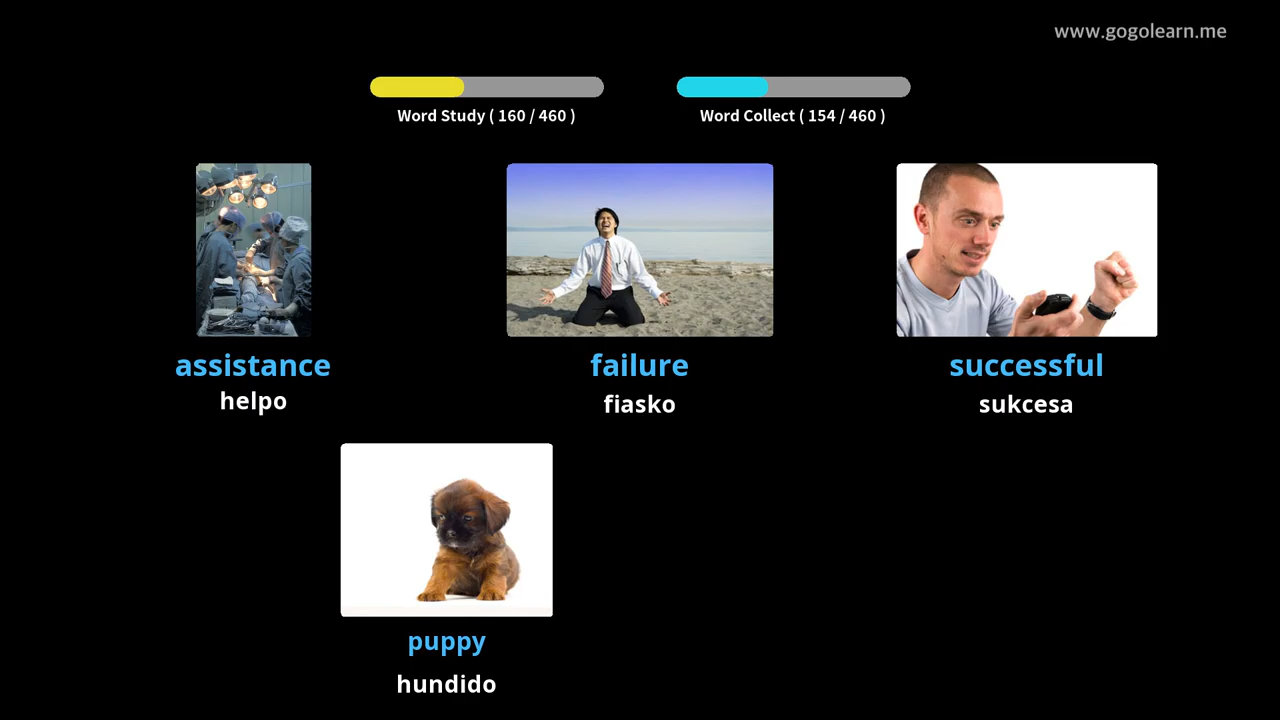 www.gogolearn.me
Word Study ( 160 / 460 )
Word Collect ( 154 / 460 )
assistance
helpo
failure
fiasko
successful
sukcesa
puppy
hundido